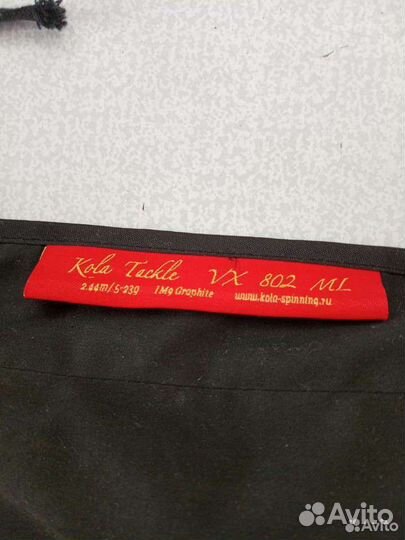 Kola Tackle VX 802 ML
2.44m/5-23g IM9 Graphite www.kola-spinning.ru
Avito